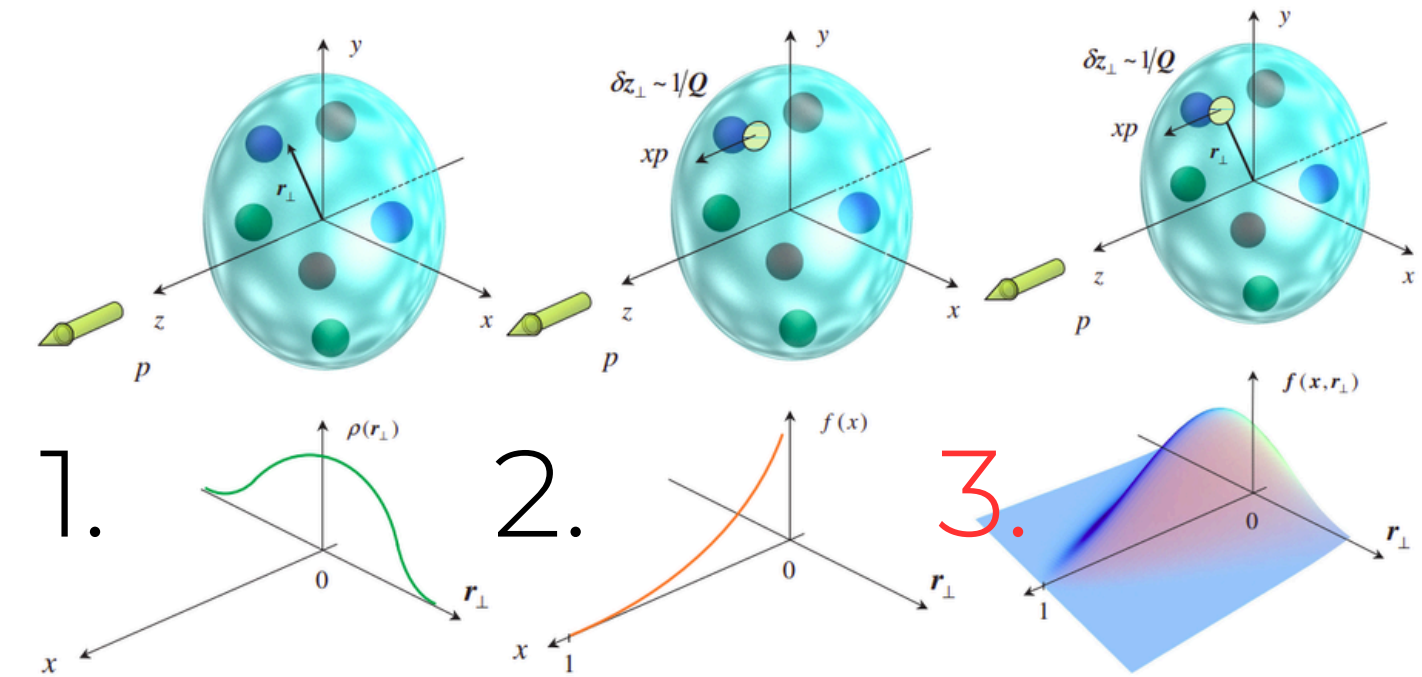 y
r⊥
z
x
p
y
δz⊥ ~ 1/Q
xp
z
x
p
y
δz⊥ ~ 1/Q
xp
r⊥
z
x
p
1.
ρ(r⊥)
0
r⊥
x
2.
f(x)
0
r⊥
x
1
3.
f(x,r⊥)
0
r⊥
1